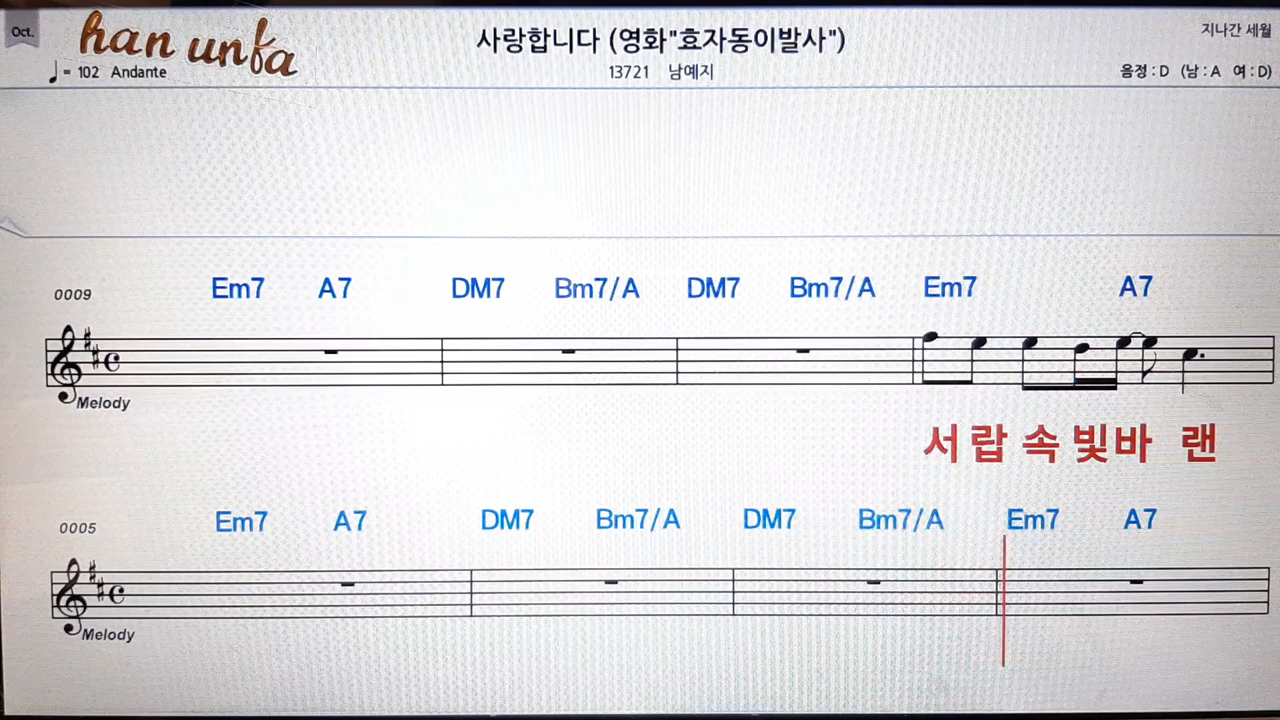 Oct.
han unfa
사랑합니다 (영화"효자동이발사")
지나간 세월
♩= 102 Andante
13721 남예지
음정 : D (남 : A 여 : D)
0009
Em7 A7 DM7 Bm7/A DM7 Bm7/A Em7 A7
Melody
서 랍 속 빛바 랜
0005
Em7 A7 DM7 Bm7/A DM7 Bm7/A Em7 A7
Melody